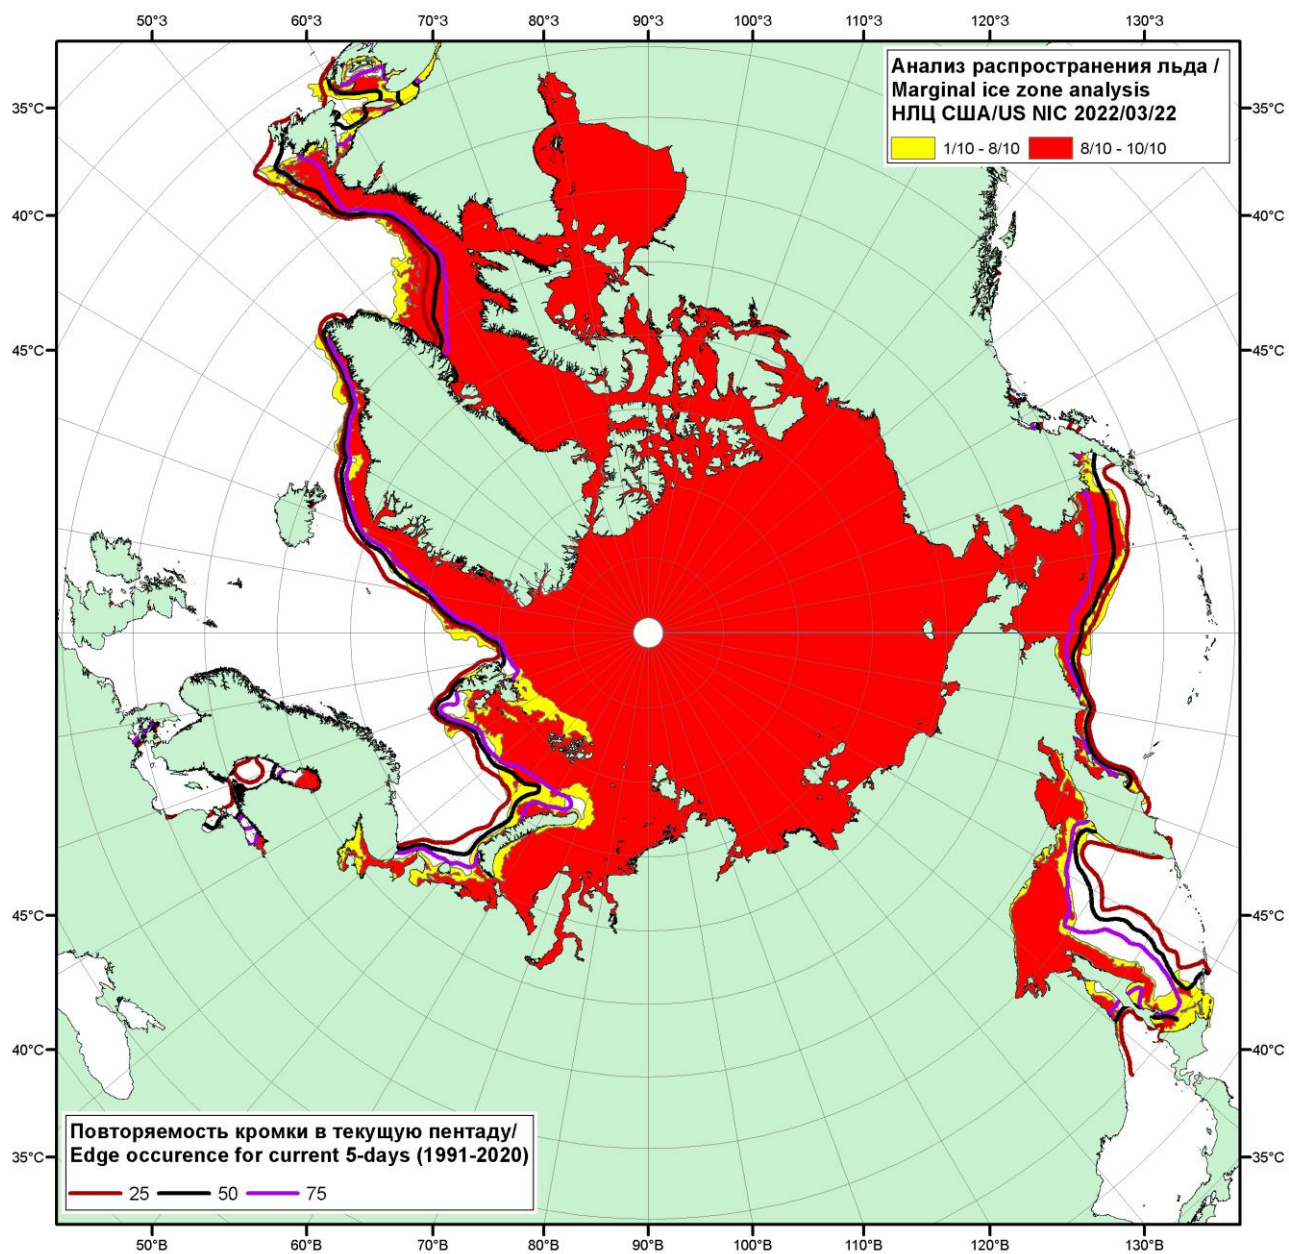 50°З 60°З 70°З 80°З 90°З 100°З 110°З 120°З 130°З
Анализ распространения льда /
Marginal ice zone analysis
НЛЦ США/US NIC 2022/03/22
1/10 - 8/10 8/10 - 10/10
35°С 35°С
40°С 40°С
45°С 45°С
45°С 45°С
40°С 40°С
35°С 35°С
Повторяемость кромки в текущую пентаду/
Edge occurence for current 5-days (1991-2020)
25 50 75
50°В 60°В 70°В 80°В 90°В 100°В 110°В 120°В 130°В